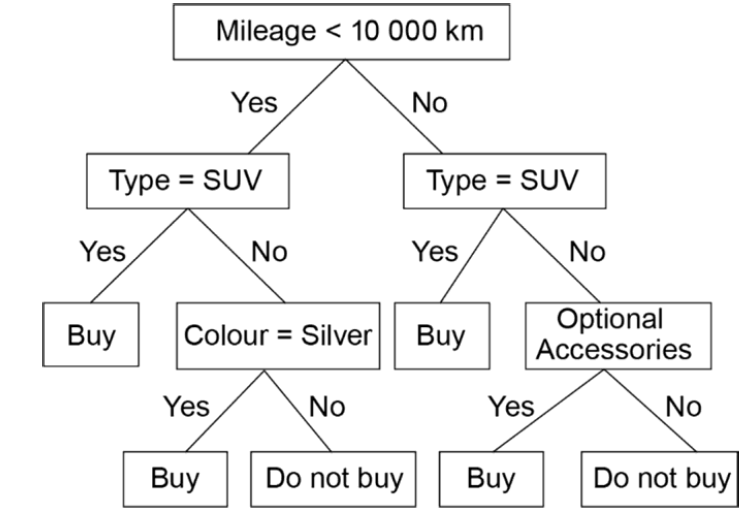 Mileage < 10 000 km
Yes
No
Type = SUV
Type = SUV
Yes
No
Yes
No
Buy
Colour = Silver
Buy
Optional
Accessories
Yes
No
Yes
No
Buy
Do not buy
Buy
Do not buy